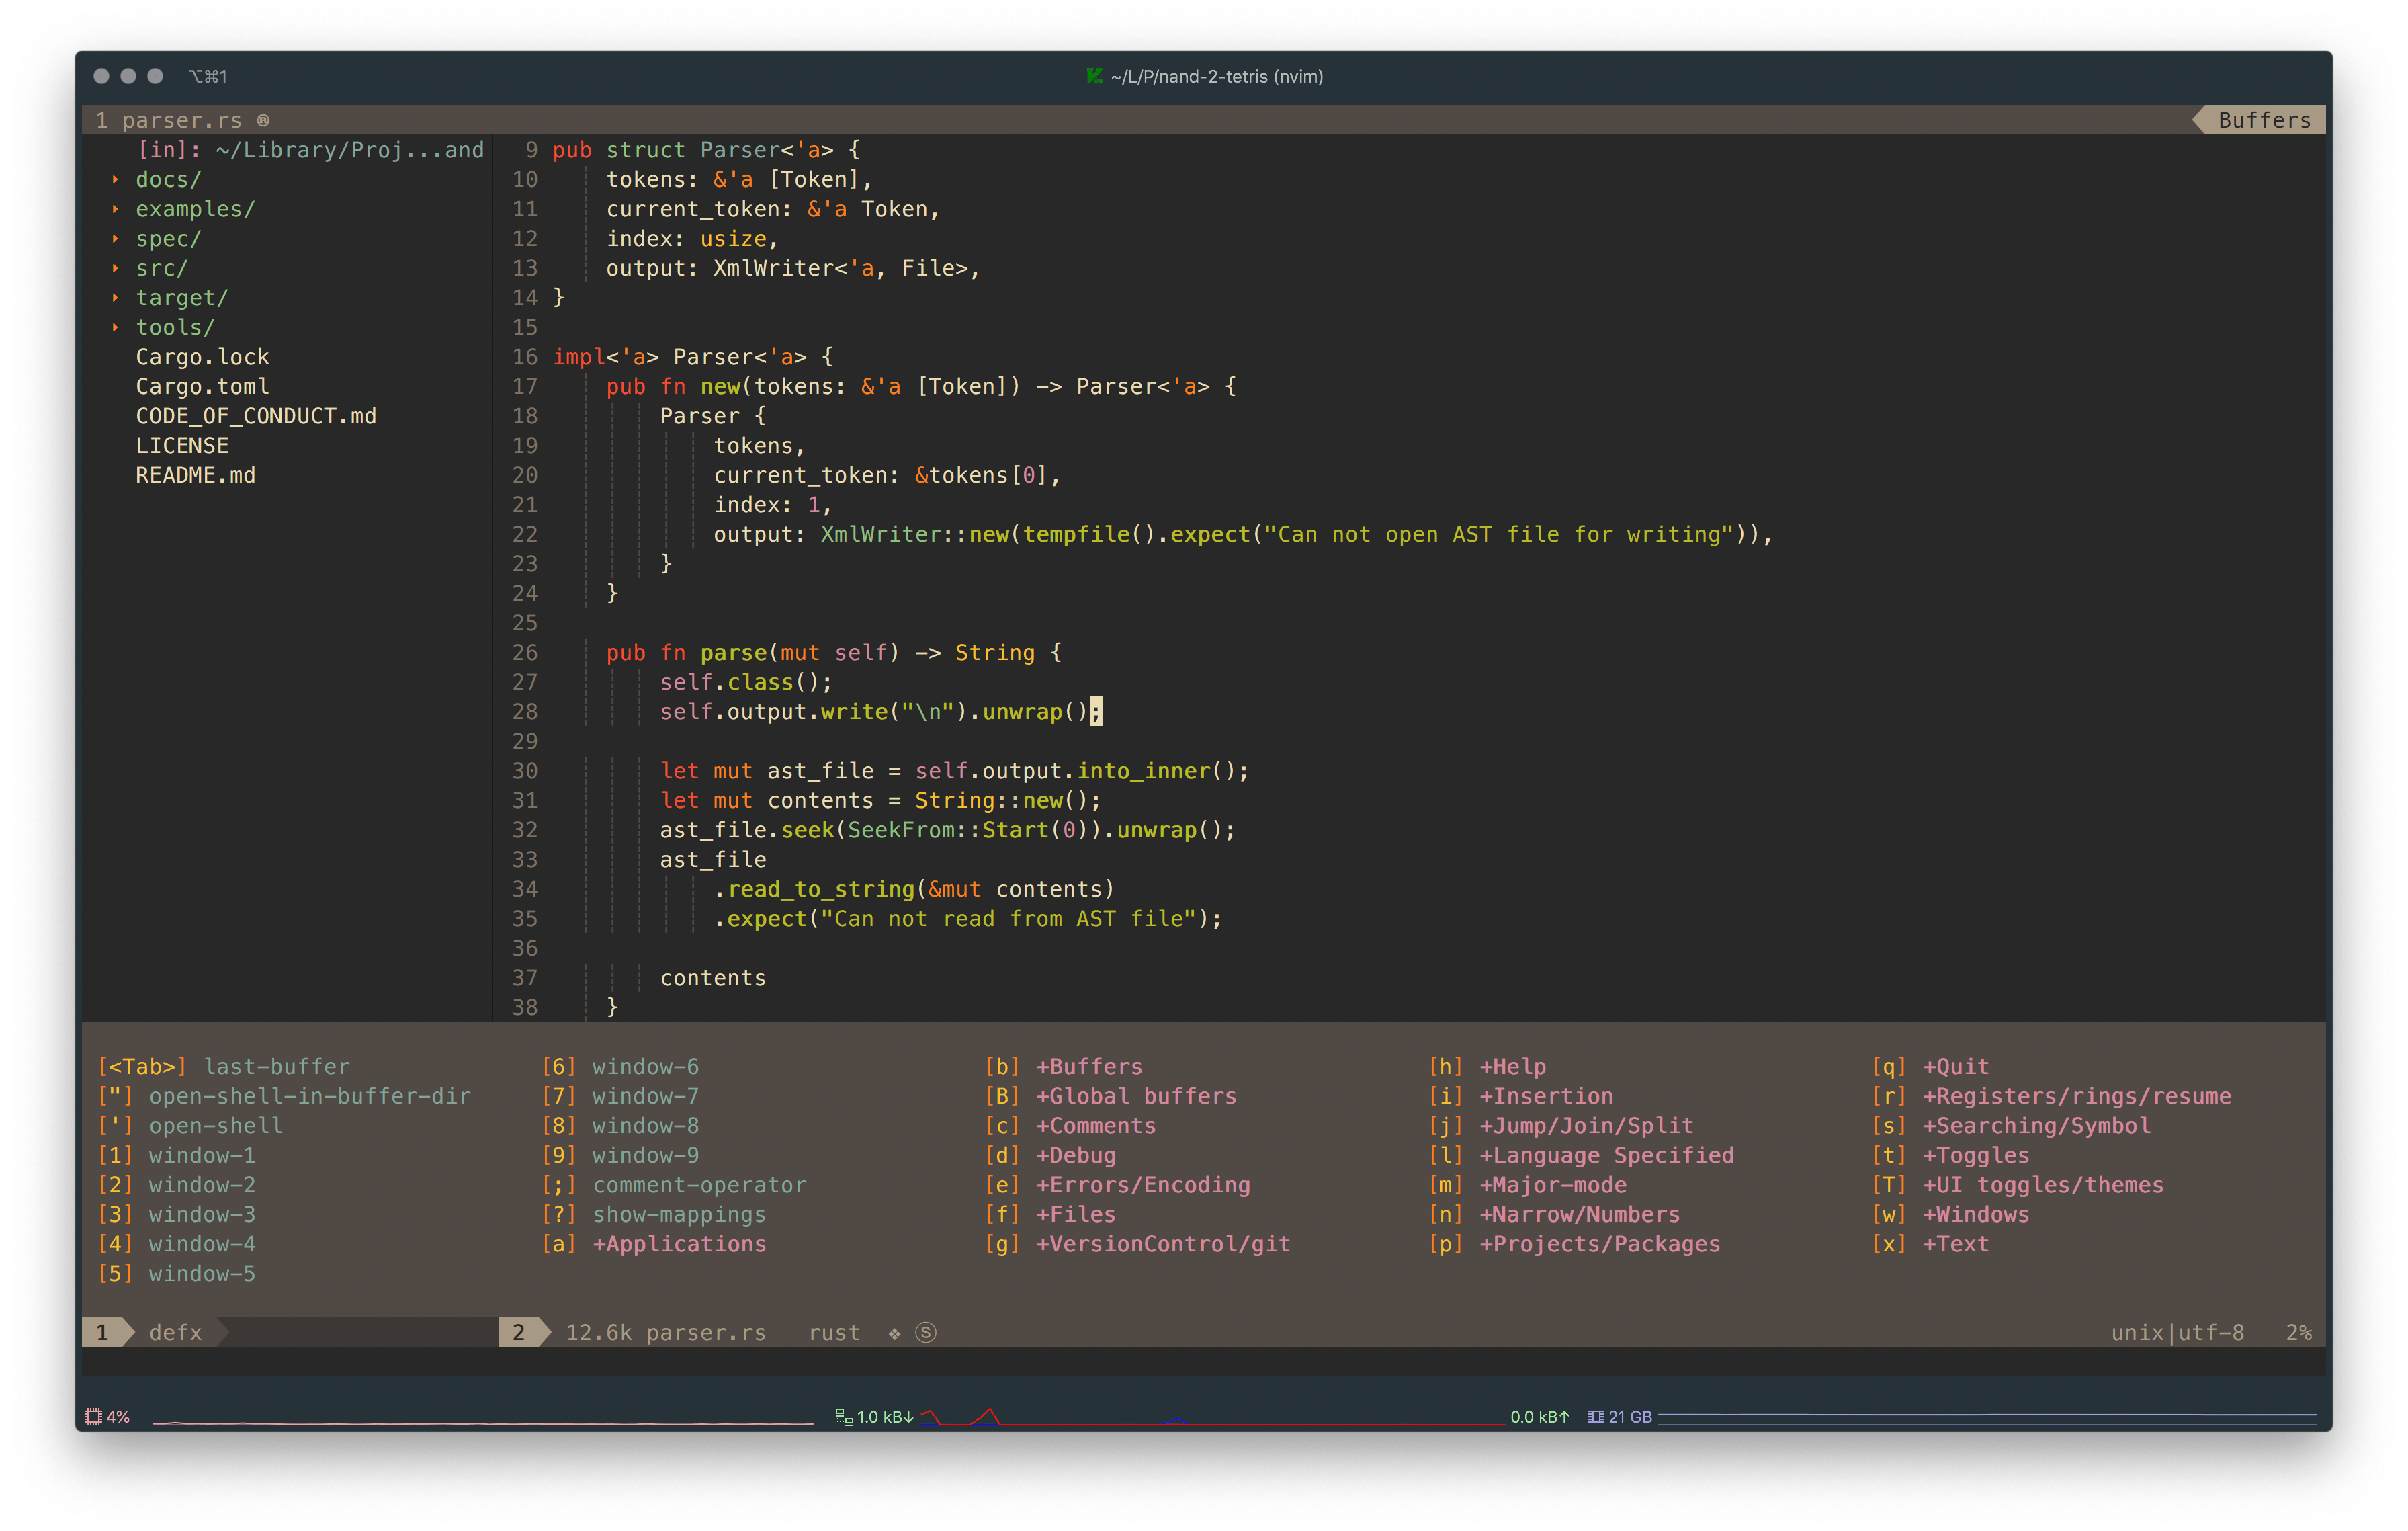 ⌥⌘1 ~/L/P/nand-2-tetris (nvim)
1 parser.rs ® Buffers
[in]: ~/Library/Proj...and
docs/
examples/
spec/
src/
target/
tools/
Cargo.lock
Cargo.toml
CODE_OF_CONDUCT.md
LICENSE
README.md
9 pub struct Parser<'a> {
10 tokens: &'a [Token],
11 current_token: &'a Token,
12 index: usize,
13 output: XmlWriter<'a, File>,
14 }
15
16 impl<'a> Parser<'a> {
17 pub fn new(tokens: &'a [Token]) -> Parser<'a> {
18 Parser {
19 tokens,
20 current_token: &tokens[0],
21 index: 1,
22 output: XmlWriter::new(tempfile().expect("Can not open AST file for writing")),
23 }
24 }
25
26 pub fn parse(mut self) -> String {
27 self.class();
28 self.output.write("\n").unwrap();
29
30 let mut ast_file = self.output.into_inner();
31 let mut contents = String::new();
32 ast_file.seek(SeekFrom::Start(0)).unwrap();
33 ast_file
34 .read_to_string(&mut contents)
35 .expect("Can not read from AST file");
36
37 contents
38 }
[<Tab>] last-buffer [6] window-6 [b] +Buffers [h] +Help [q] +Quit
["] open-shell-in-buffer-dir [7] window-7 [B] +Global buffers [i] +Insertion [r] +Registers/rings/resume
['] open-shell [8] window-8 [c] +Comments [j] +Jump/Join/Split [s] +Searching/Symbol
[1] window-1 [9] window-9 [d] +Debug [l] +Language Specified [t] +Toggles
[2] window-2 [;] comment-operator [e] +Errors/Encoding [m] +Major-mode [T] +UI toggles/themes
[3] window-3 [?] show-mappings [f] +Files [n] +Narrow/Numbers [w] +Windows
[4] window-4 [a] +Applications [g] +VersionControl/git [p] +Projects/Packages [x] +Text
[5] window-5
1 defx 2 12.6k parser.rs rust ❖ Ⓢ unix|utf-8 2%
4% 1.0 kB↓ 0.0 kB↑ 21 GB